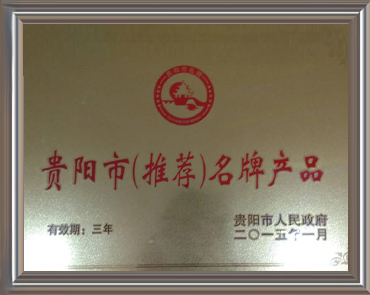 贵阳市(推荐)名牌产品
有效期：三年
贵阳市人民政府
二〇一五年一月